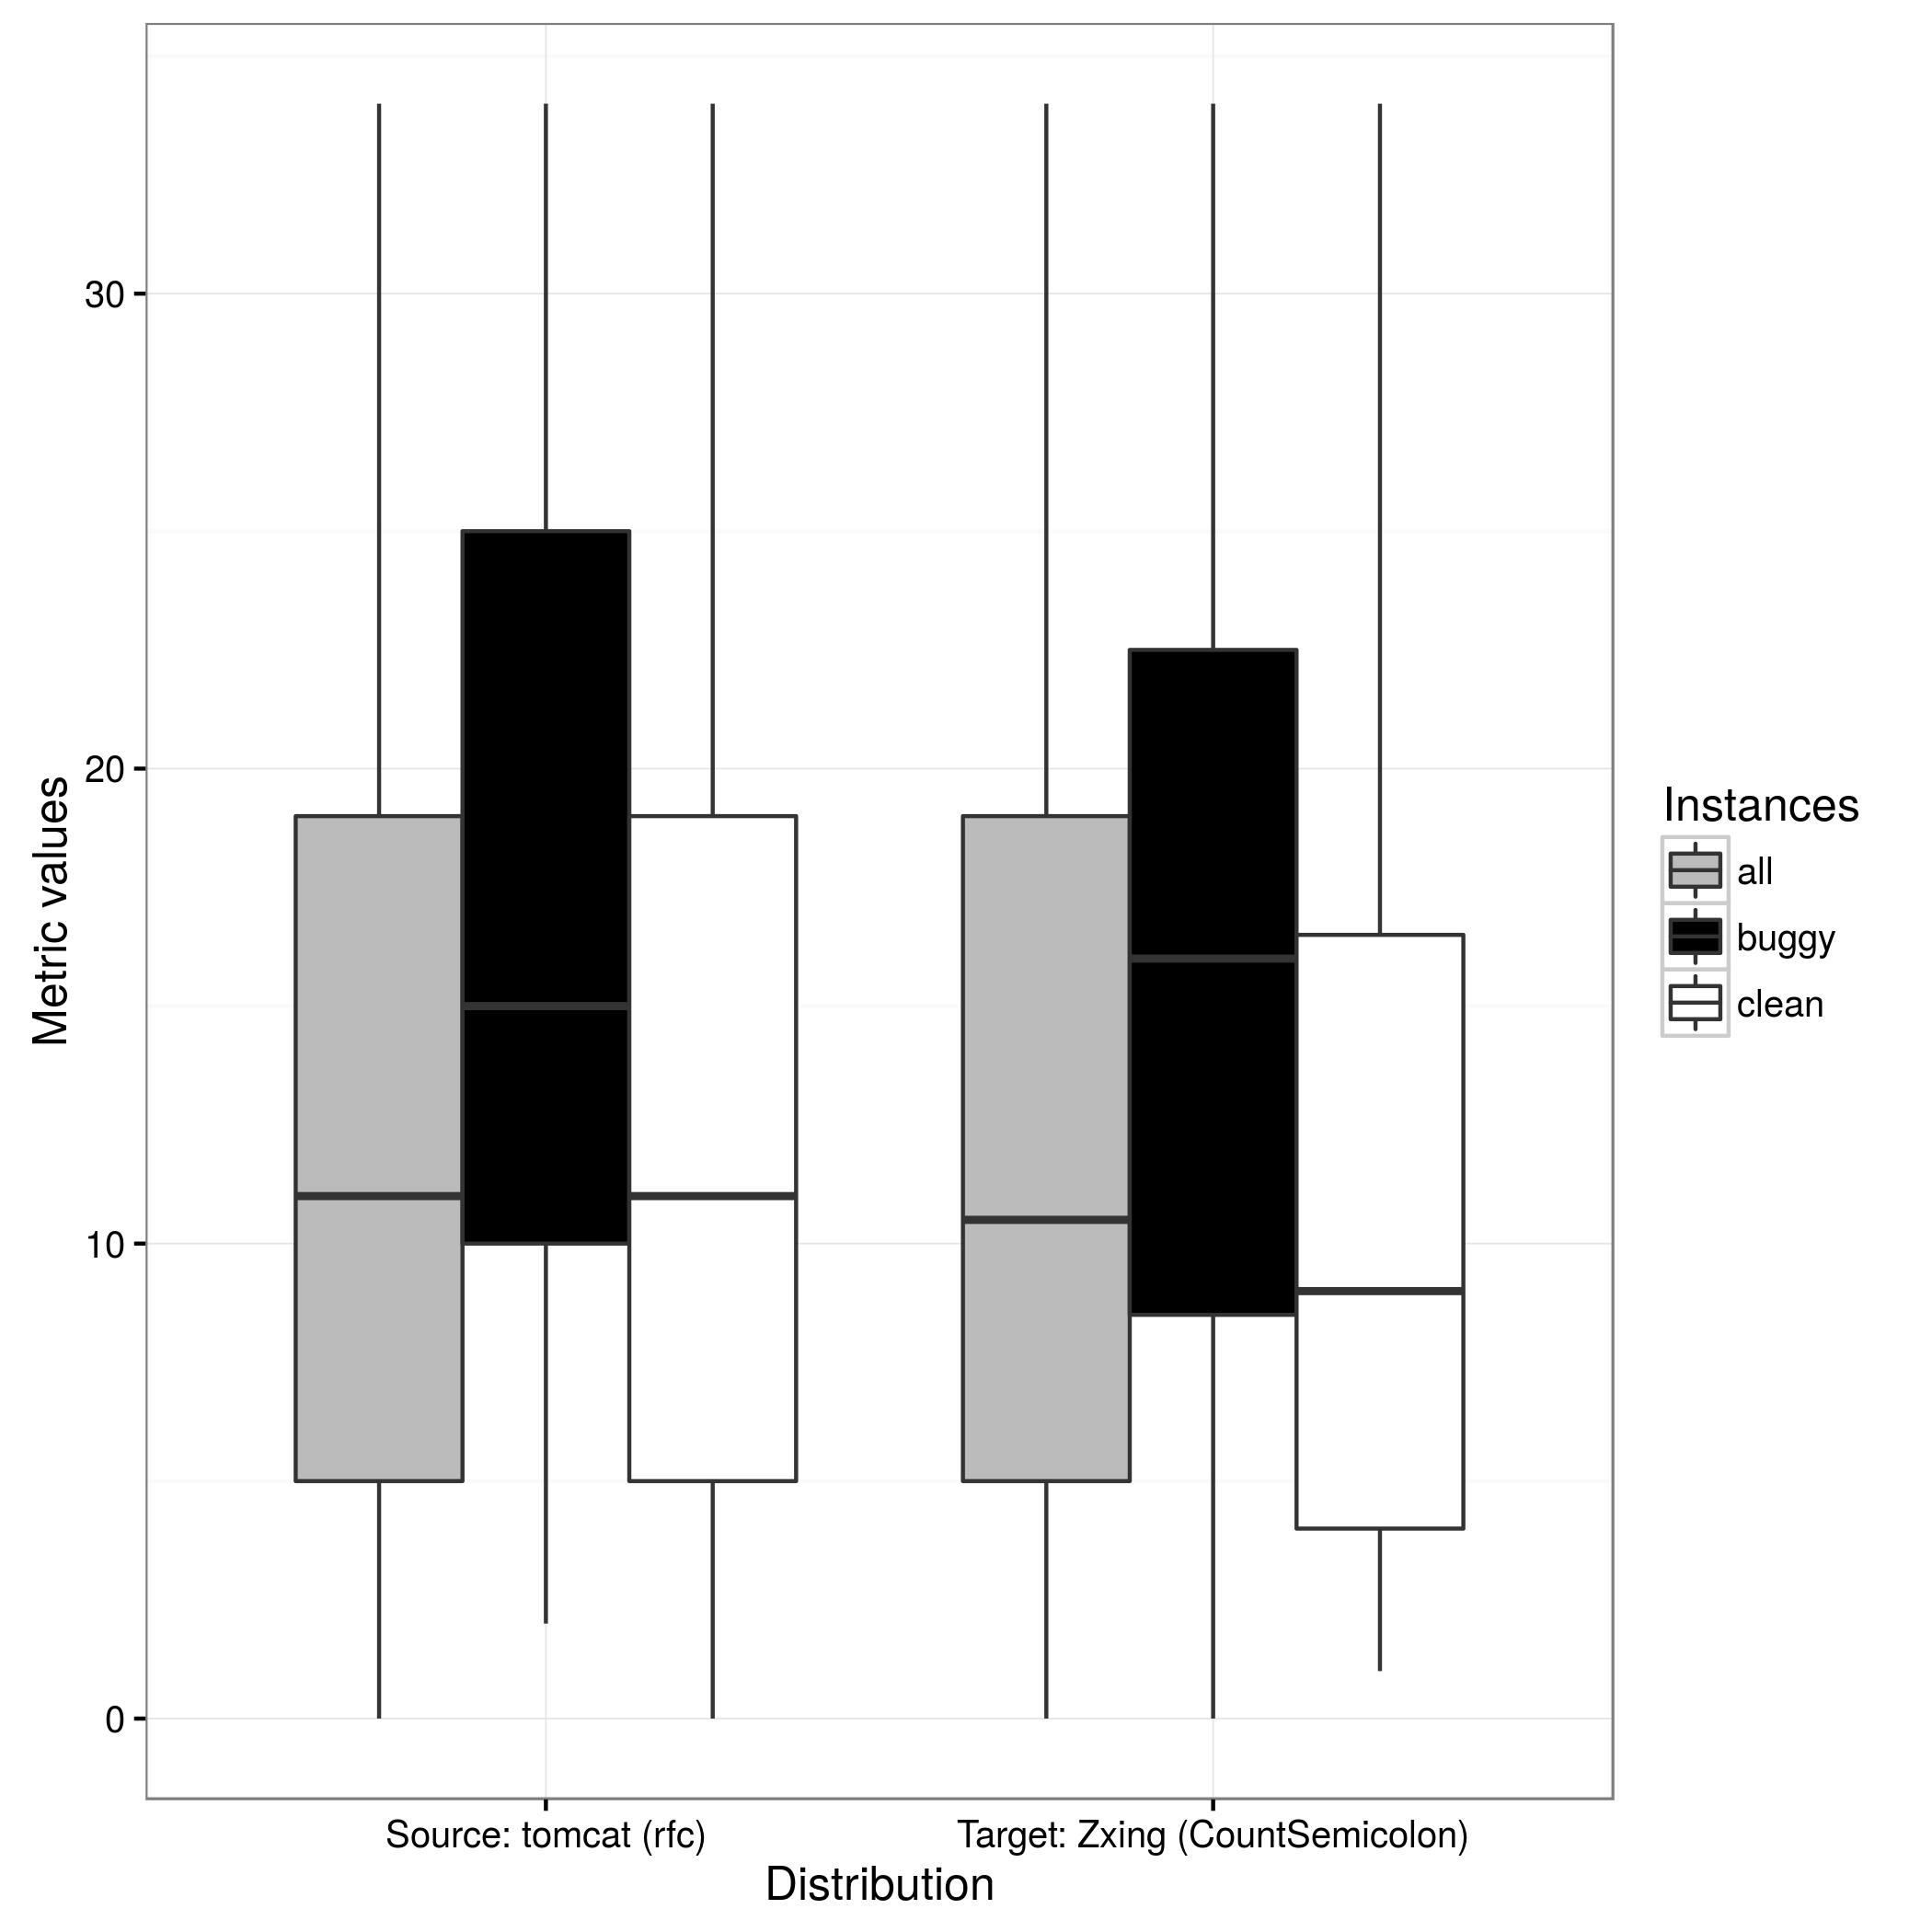 Metric values
30
20
10
0
Source: tomcat (rfc)
Target: Zxing (CountSemicolon)
Distribution
Instances
all
buggy
clean